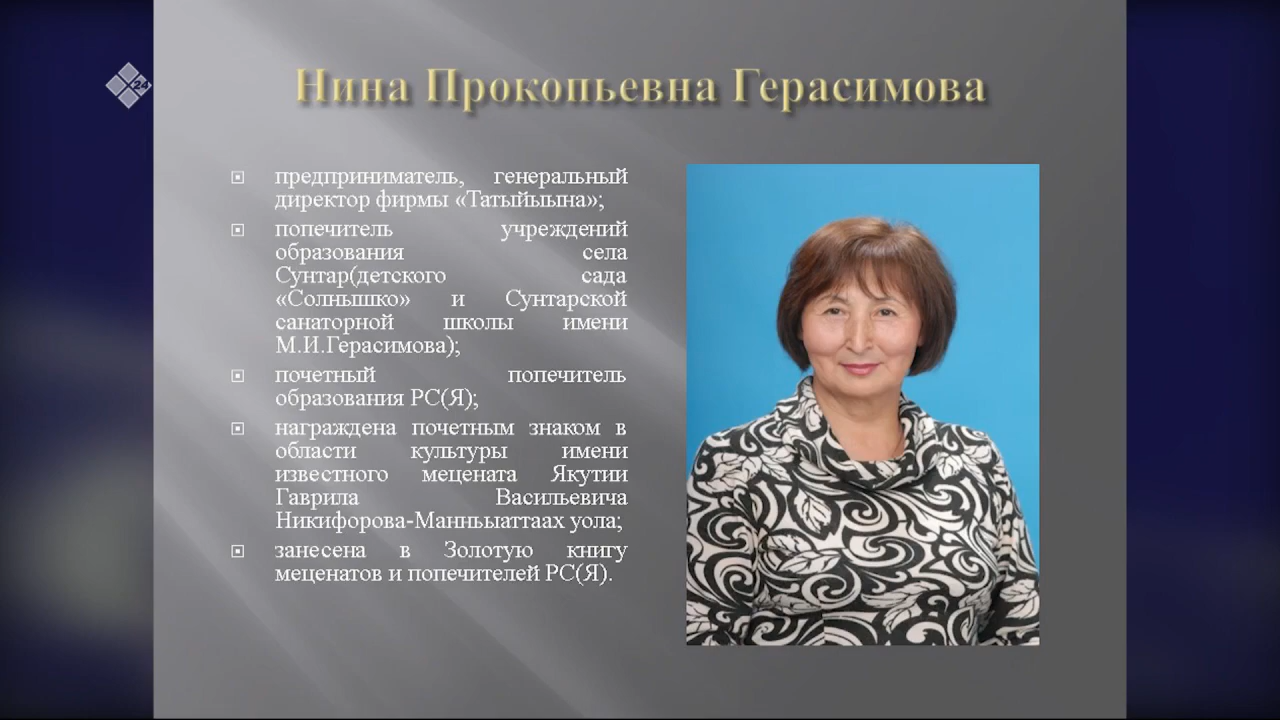 Нина Прокопьевна Герасимова
X24
предприниматель, генеральный
директор фирмы «Татыйыына»;
попечитель учреждений
образования села
Сунтар(детского сада
«Солнышко» и Сунтарской
санаторной школы имени
М.И.Герасимова);
почетный попечитель
образования РС(Я);
награждена почетным знаком в
области культуры имени
известного мецената Якутии
Гаврила Васильевича
Никифорова-Манньыаттаах уола;
занесена в Золотую книгу
меценатов и попечителей РС(Я).